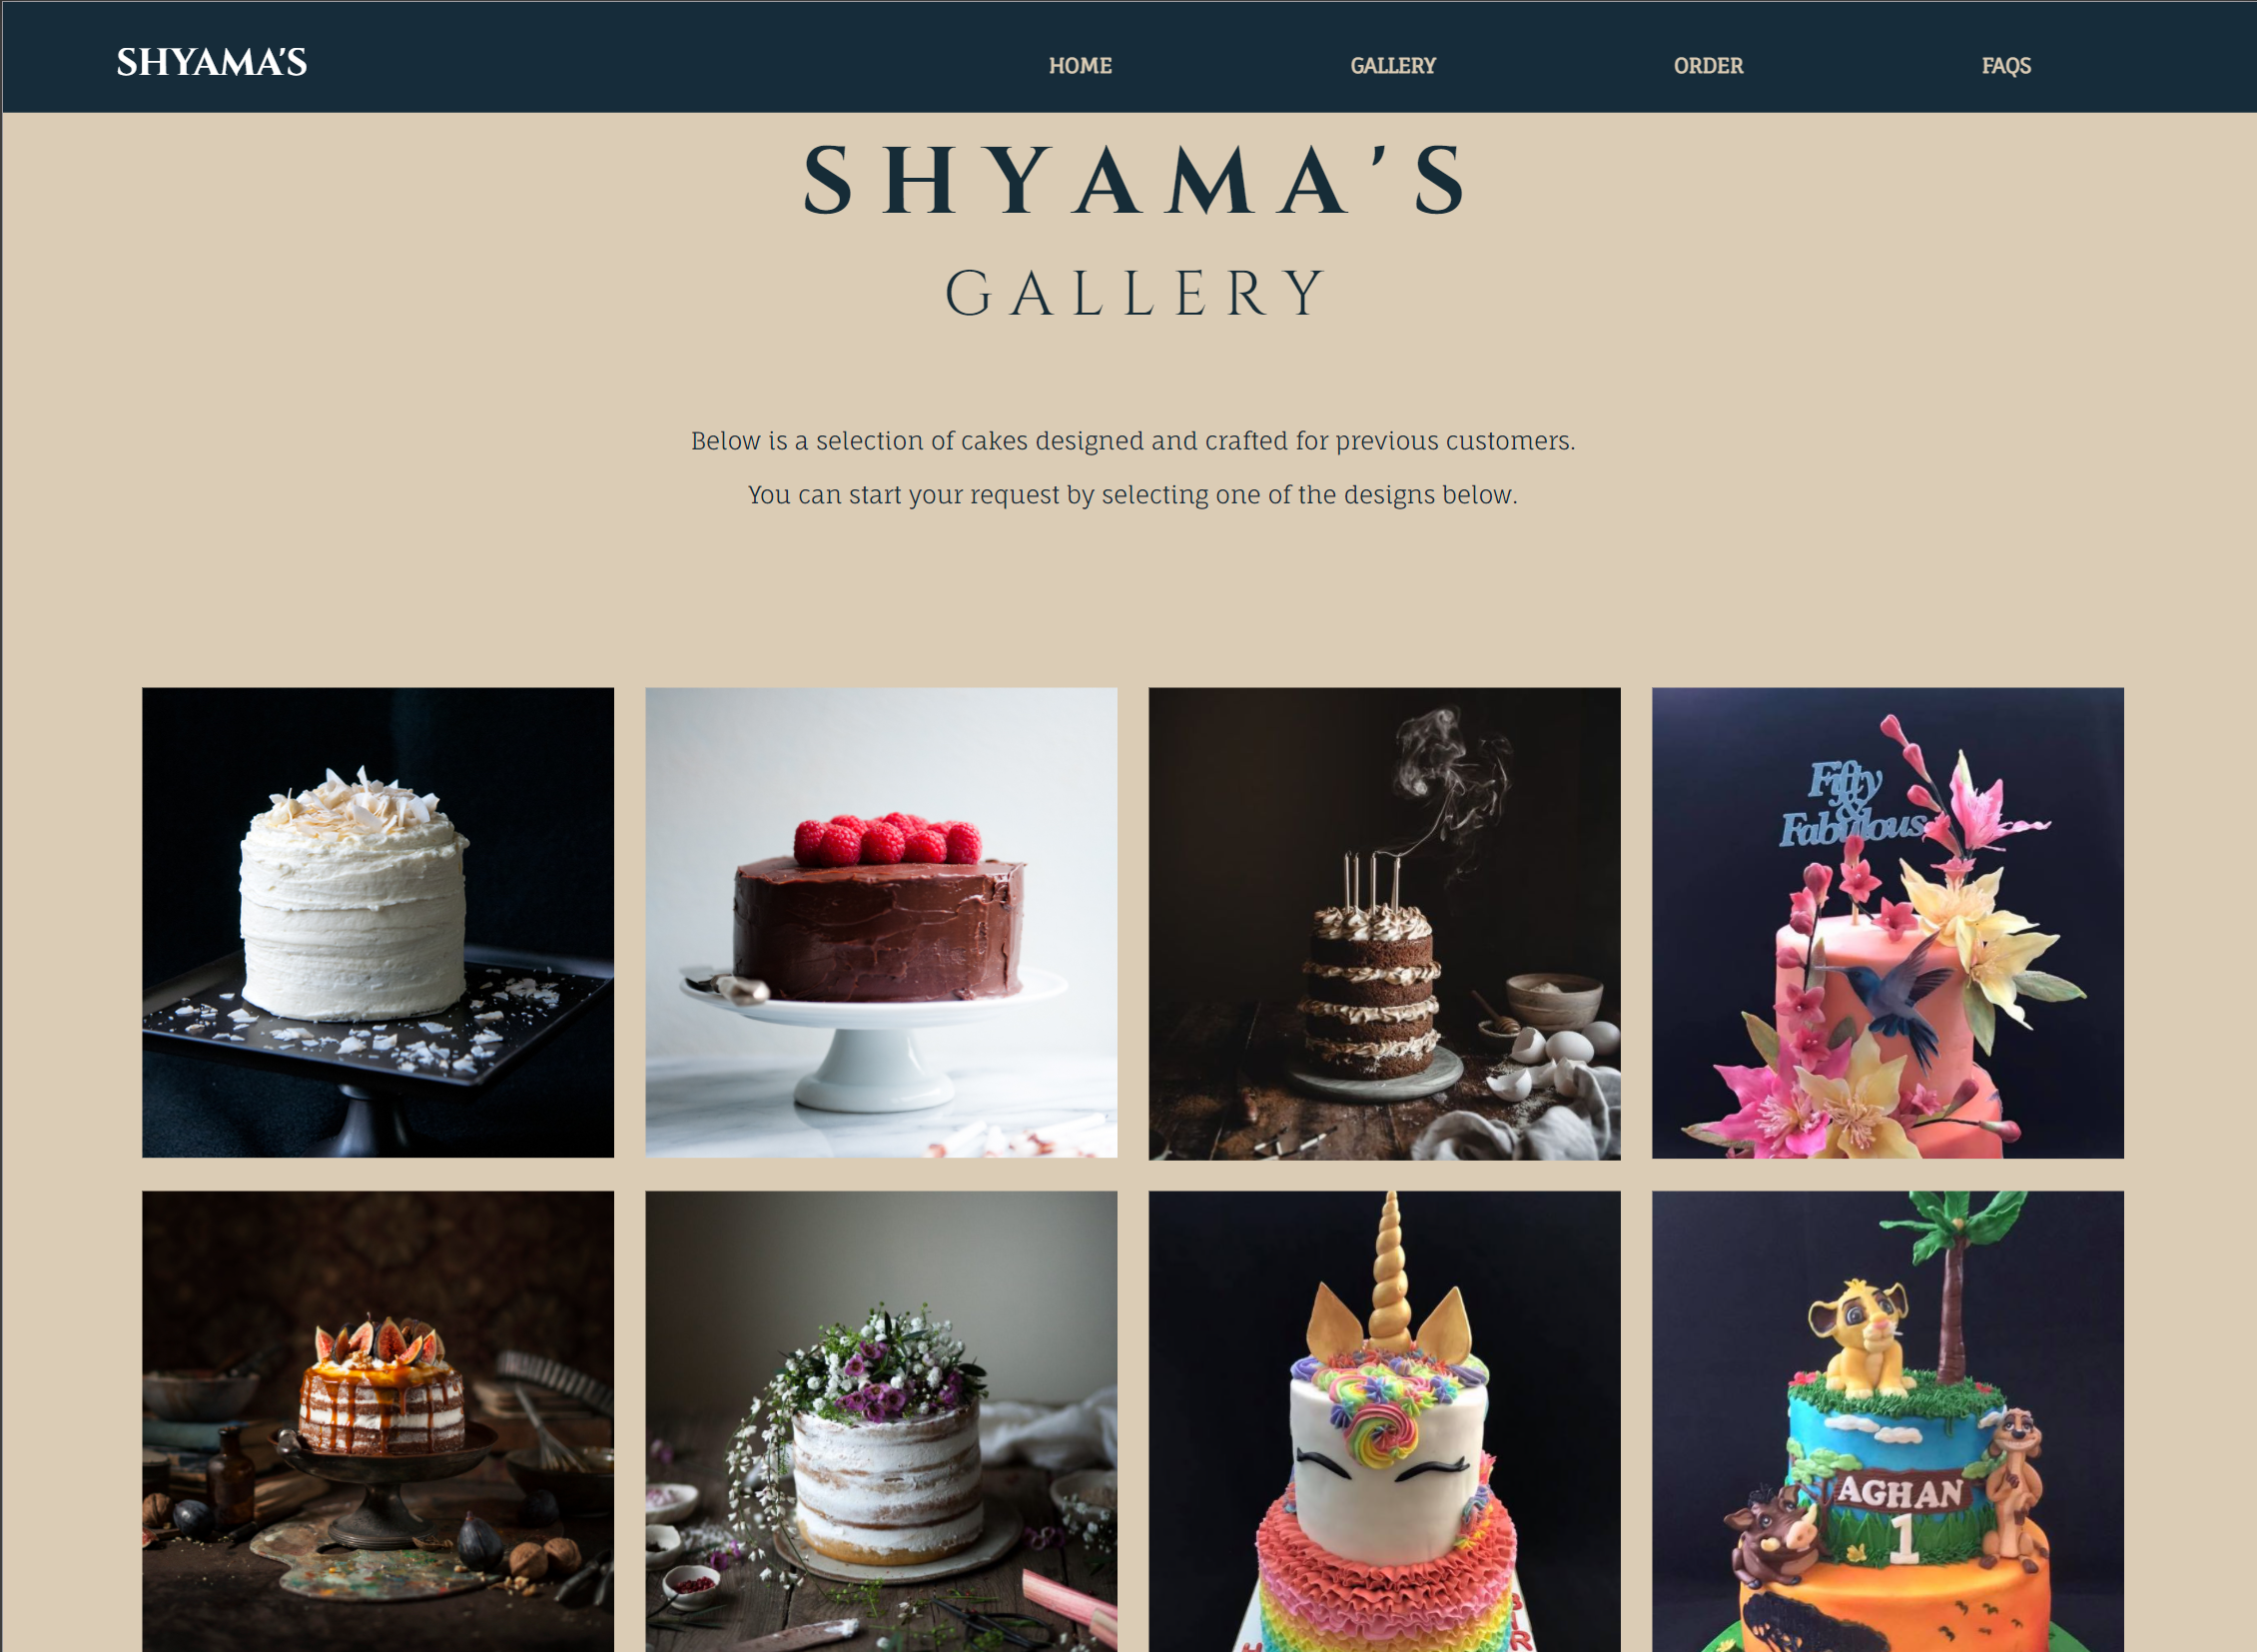 SHYAMA'S
HOME
GALLERY
ORDER
FAQS
SHYAMA'S
GALLERY
Below is a selection of cakes designed and crafted for previous customers.
You can start your request by selecting one of the designs below.
Fifty
&
Fabulous
AGHAN
1